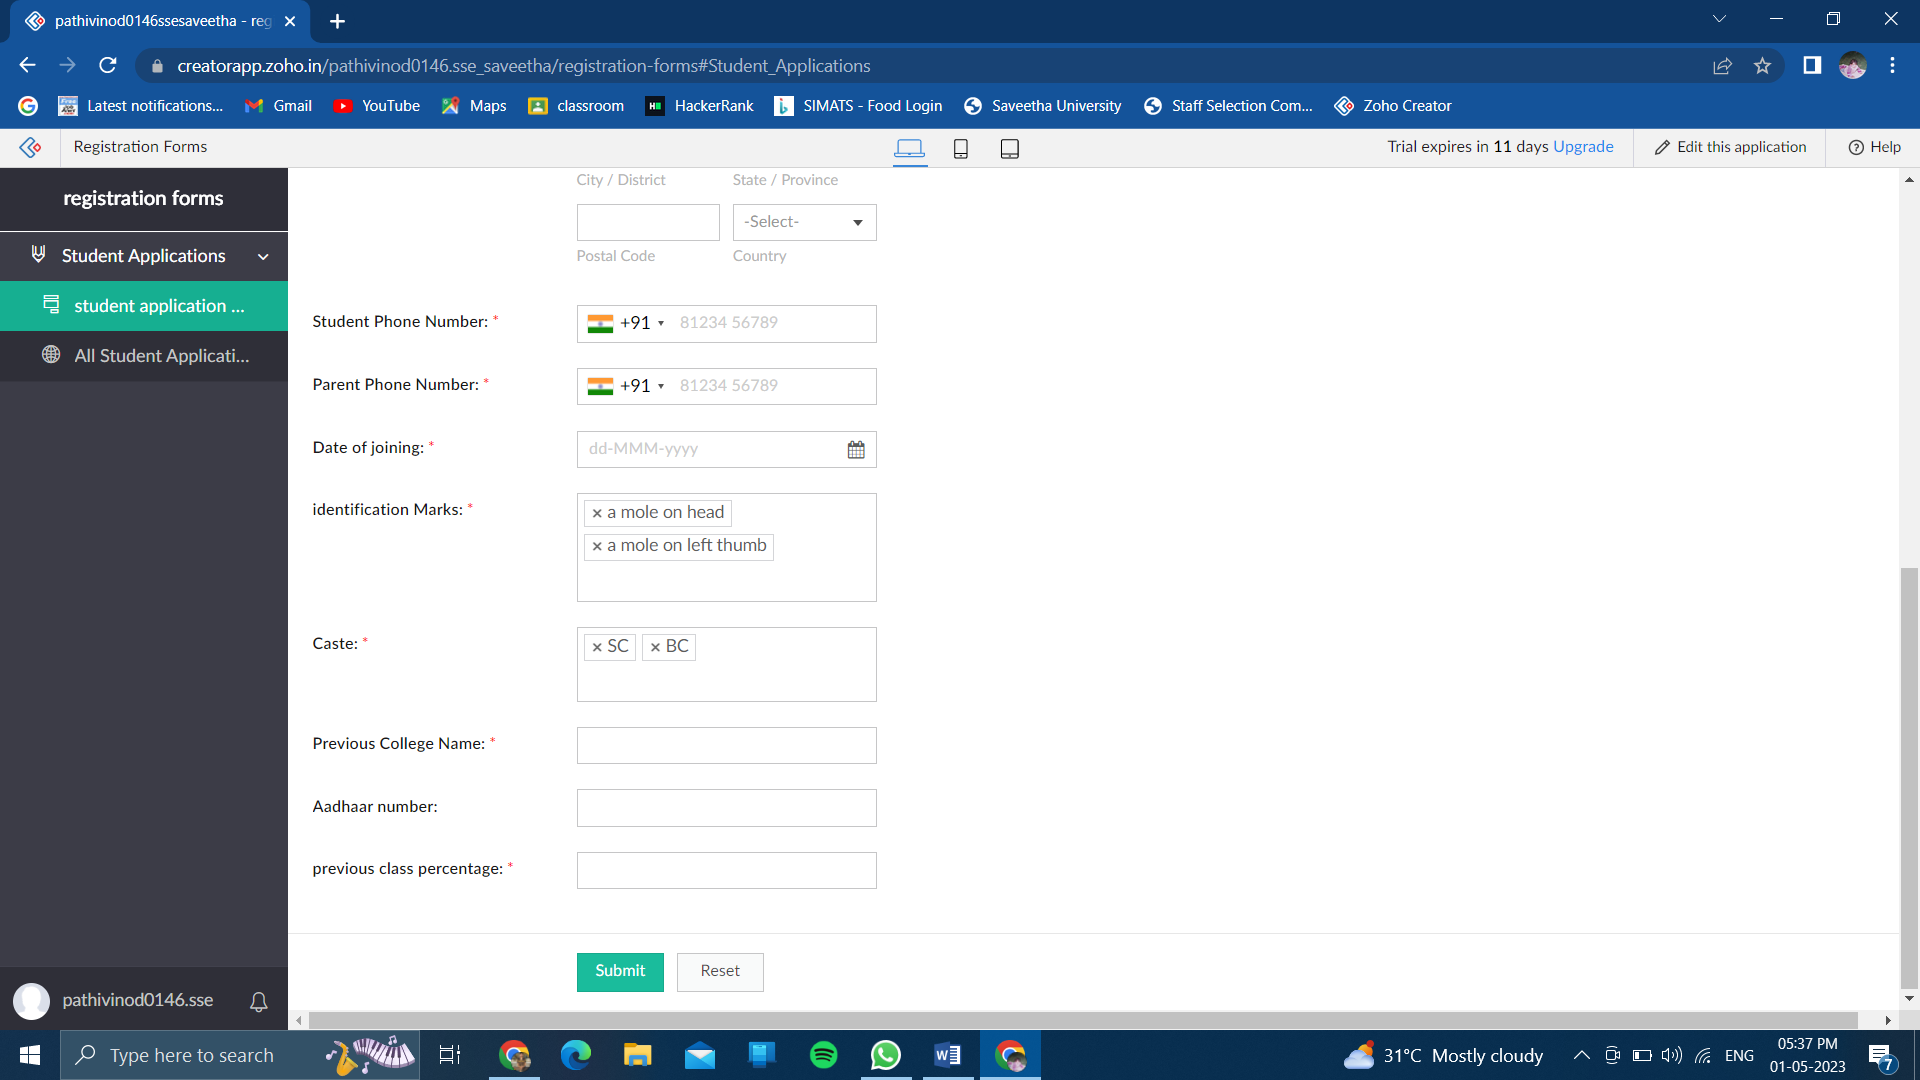 pathivinod0146ssesaveetha - reg
creatorapp.zoho.in/pathivinod0146.sse_saveetha/registration-forms#Student_Applications
Latest notifications... Gmail YouTube Maps classroom HackerRank SIMATS - Food Login Saveetha University Staff Selection Com... Zoho Creator
Registration Forms Trial expires in 11 days Upgrade Edit this application Help
registration forms
Student Applications
student application ...
All Student Applicati...
pathivinod0146.sse
City / District State / Province
-Select-
Postal Code Country
Student Phone Number: * +91 81234 56789
Parent Phone Number: * +91 81234 56789
Date of joining: * dd-MMM-yyyy
identification Marks: * × a mole on head
× a mole on left thumb
Caste: * × SC × BC
Previous College Name: *
Aadhaar number:
previous class percentage: *
Submit Reset
Type here to search 31°C Mostly cloudy ENG 05:37 PM
01-05-2023 7